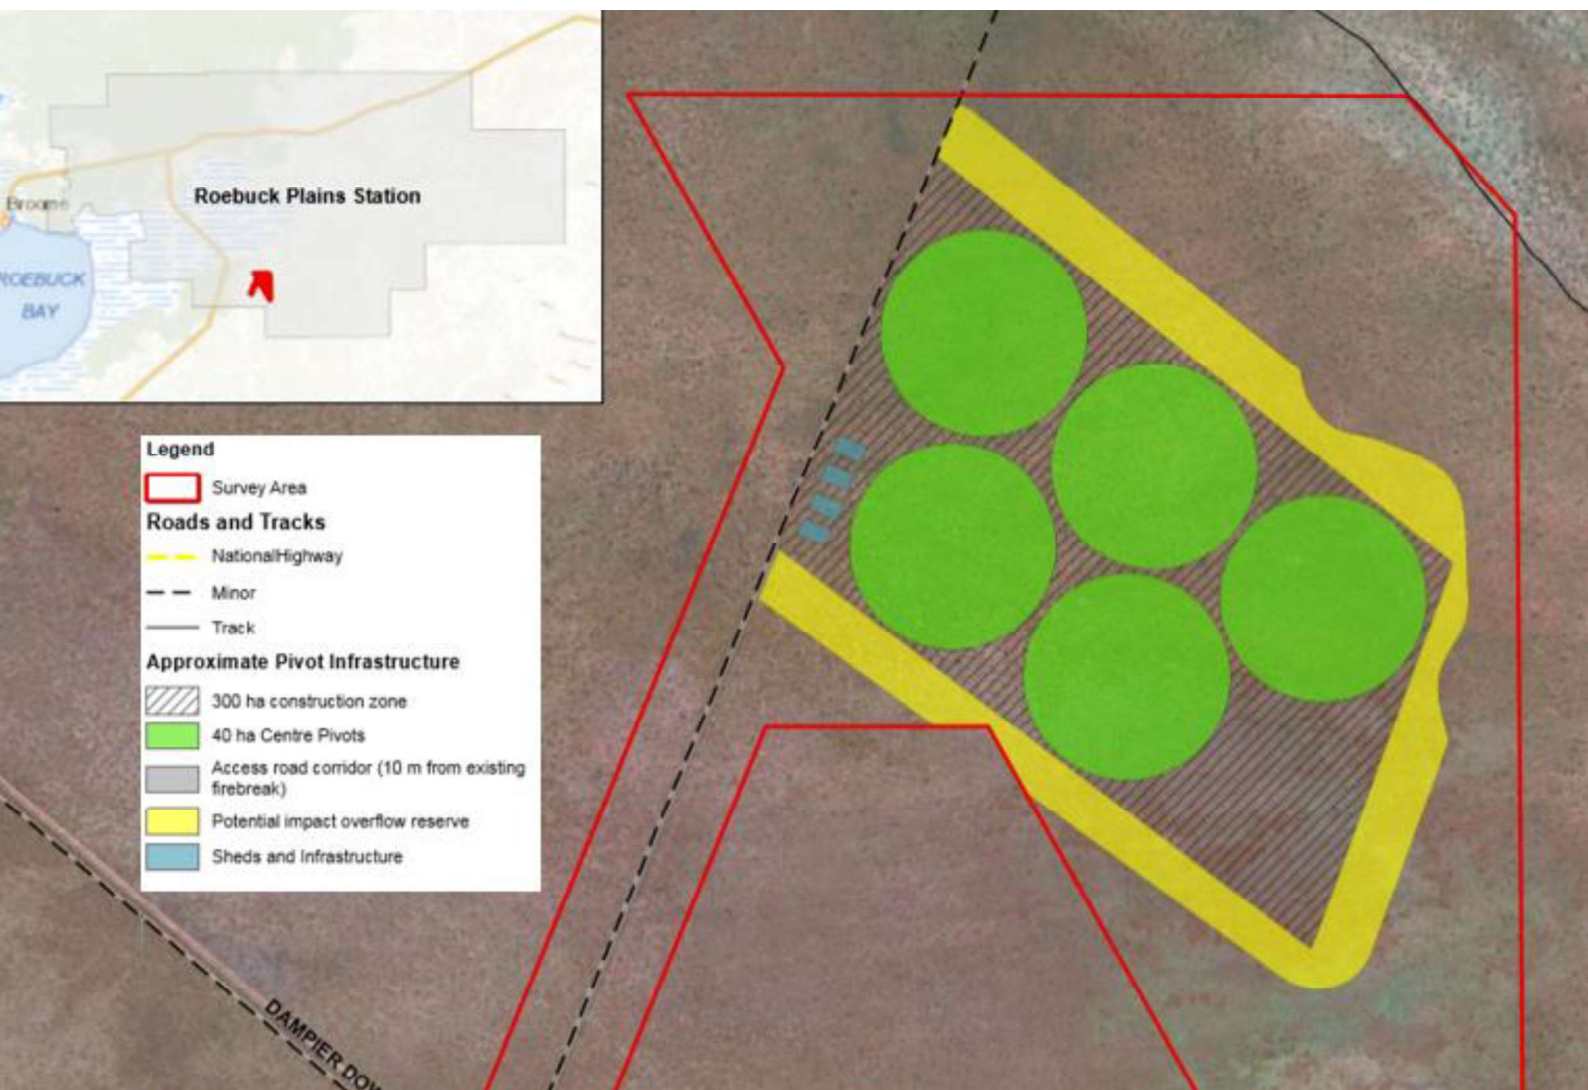 Roebuck Plains Station
Broome
ROEBUCK
BAY
Legend
Survey Area
Roads and Tracks
NationalHighway
Minor
Track
Approximate Pivot Infrastructure
300 ha construction zone
40 ha Centre Pivots
Access road corridor (10 m from existing
firebreak)
Potential impact overflow reserve
Sheds and Infrastructure
DAMPIER DOW